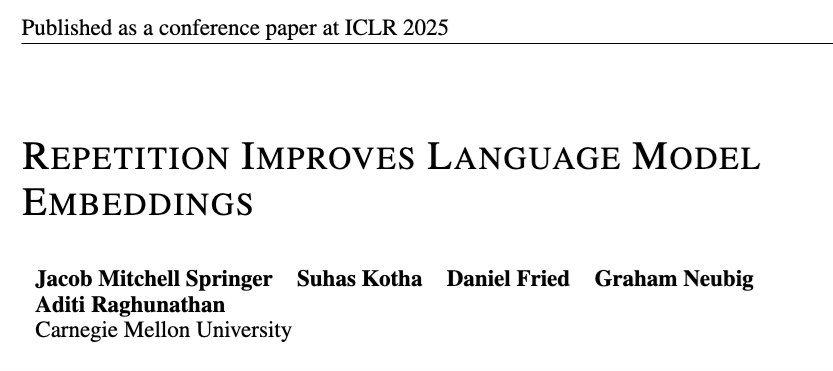 Published as a conference paper at ICLR 2025
REPETITION IMPROVES LANGUAGE MODEL
EMBEDDINGS
Jacob Mitchell Springer Suhas Kotha Daniel Fried Graham Neubig
Aditi Raghunathan
Carnegie Mellon University